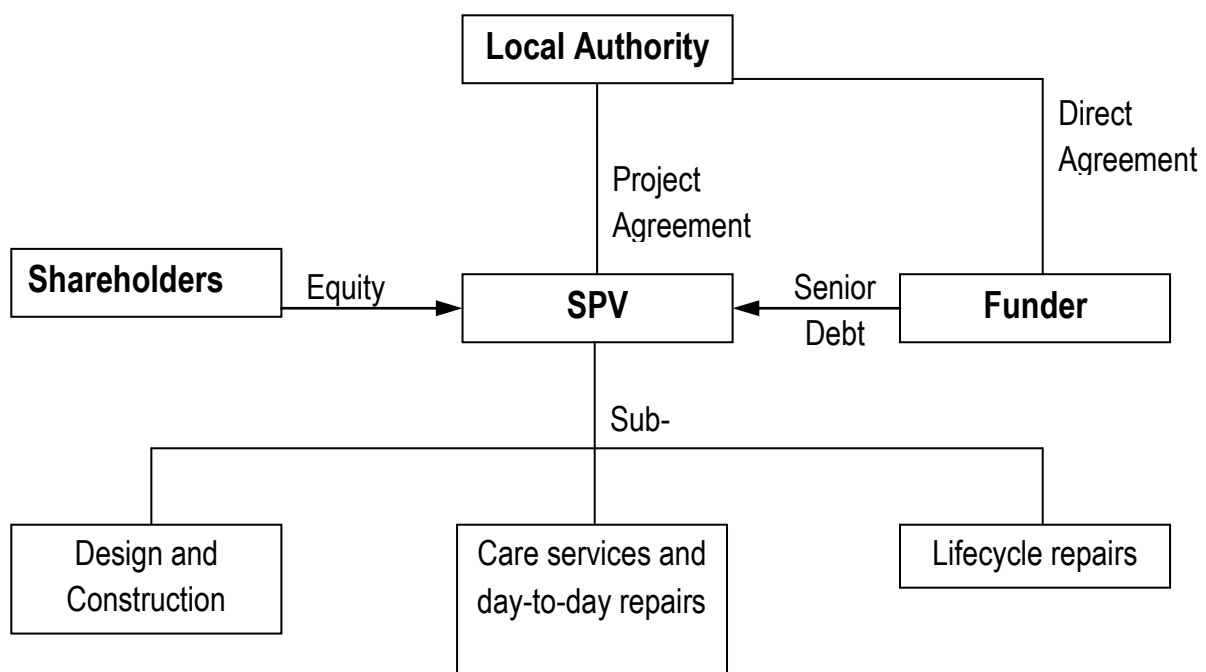 Local Authority
Direct
Agreement
Project
Agreement
Shareholders
Equity
SPV
Senior
Debt
Funder
Sub-
Design and
Construction
Care services and
day-to-day repairs
Lifecycle repairs